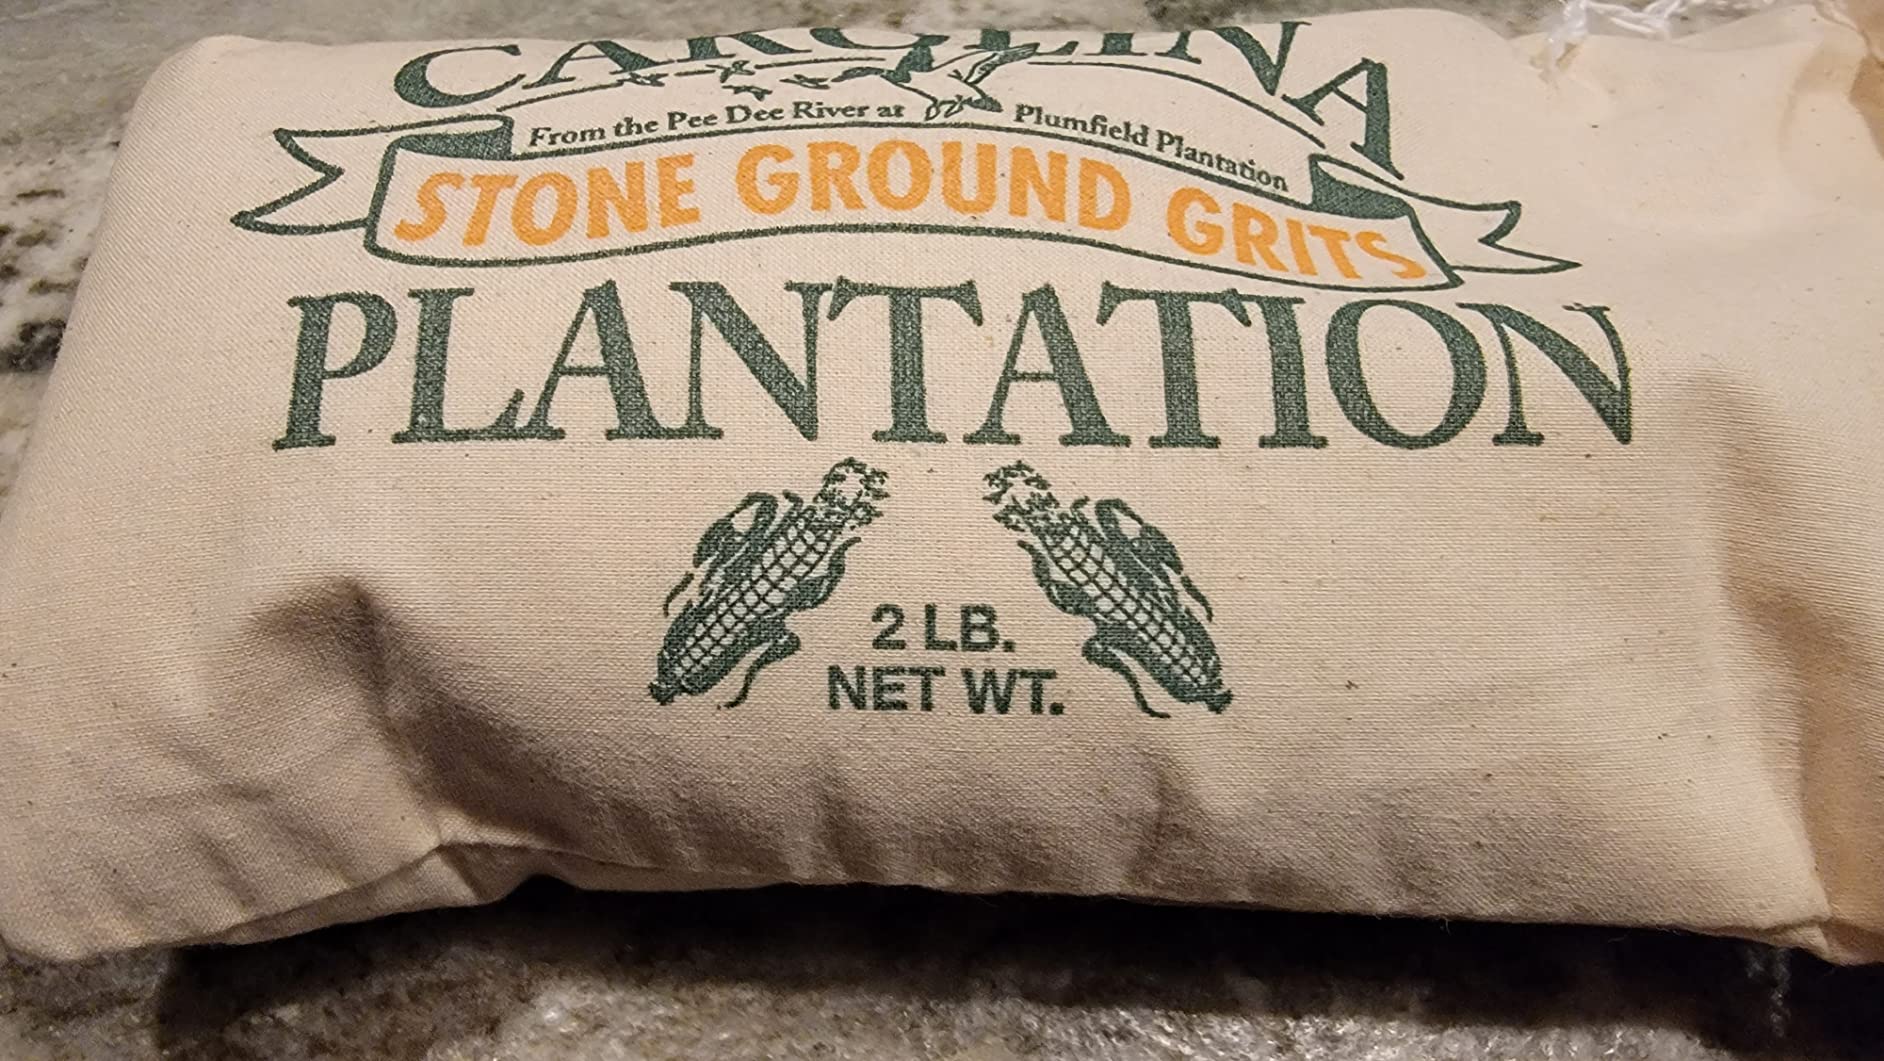 CAROLINA
From the Pee Dee River at Plumfield Plantation
STONE GROUND GRITS
PLANTATION
2 LB.
NET WT.